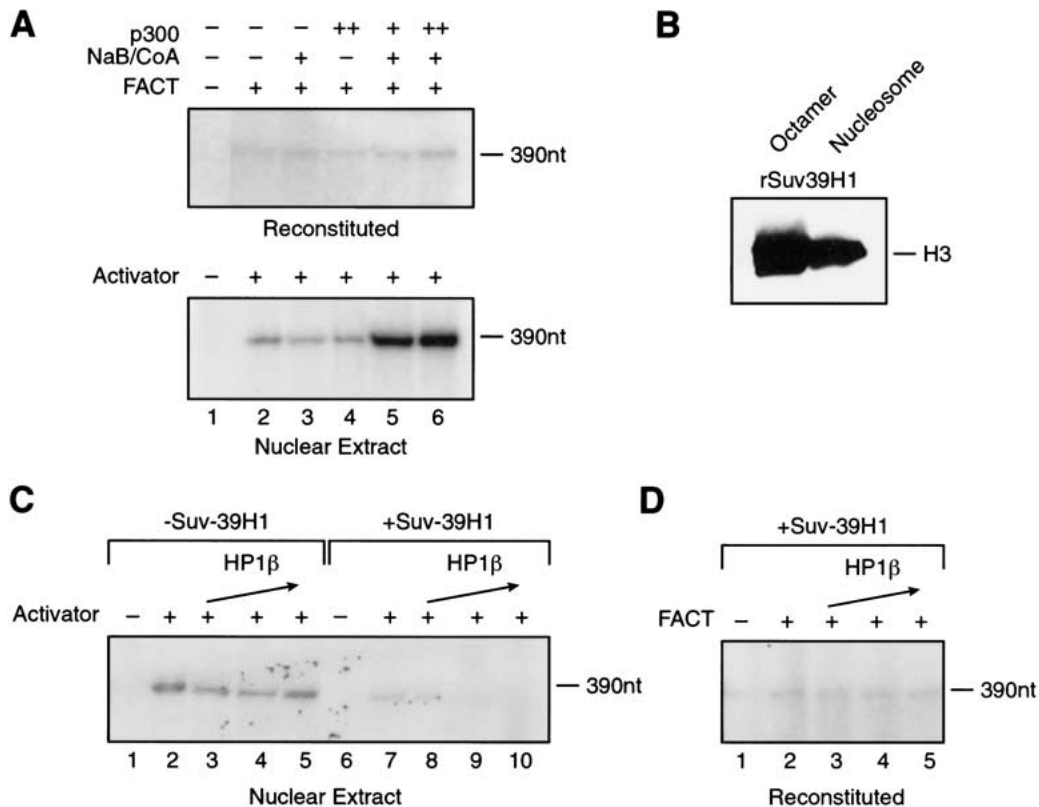 A
p300 – – – ++ + ++
NaB/CoA – – + – + +
FACT – + + + + +
390nt
Reconstituted
Activator – + + + + +
390nt
1 2 3 4 5 6
Nuclear Extract
B
Octamer
Nucleosome
rSuv39H1
H3
C
-Suv-39H1 +Suv-39H1
HP1β HP1β
Activator – + + + + – + + + +
390nt
1 2 3 4 5 6 7 8 9 10
Nuclear Extract
D
+Suv-39H1
HP1β
FACT – + + + +
390nt
1 2 3 4 5
Reconstituted